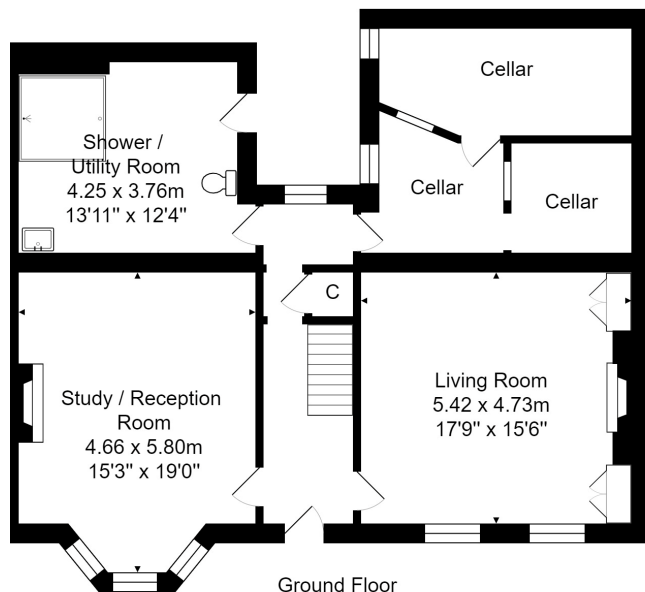 Cellar
Shower /
Utility Room
4.25 x 3.76m
13'11" x 12'4"
Cellar
Cellar
C
Study / Reception
Room
4.66 x 5.80m
15'3" x 19'0"
Living Room
5.42 x 4.73m
17'9" x 15'6"
Ground Floor